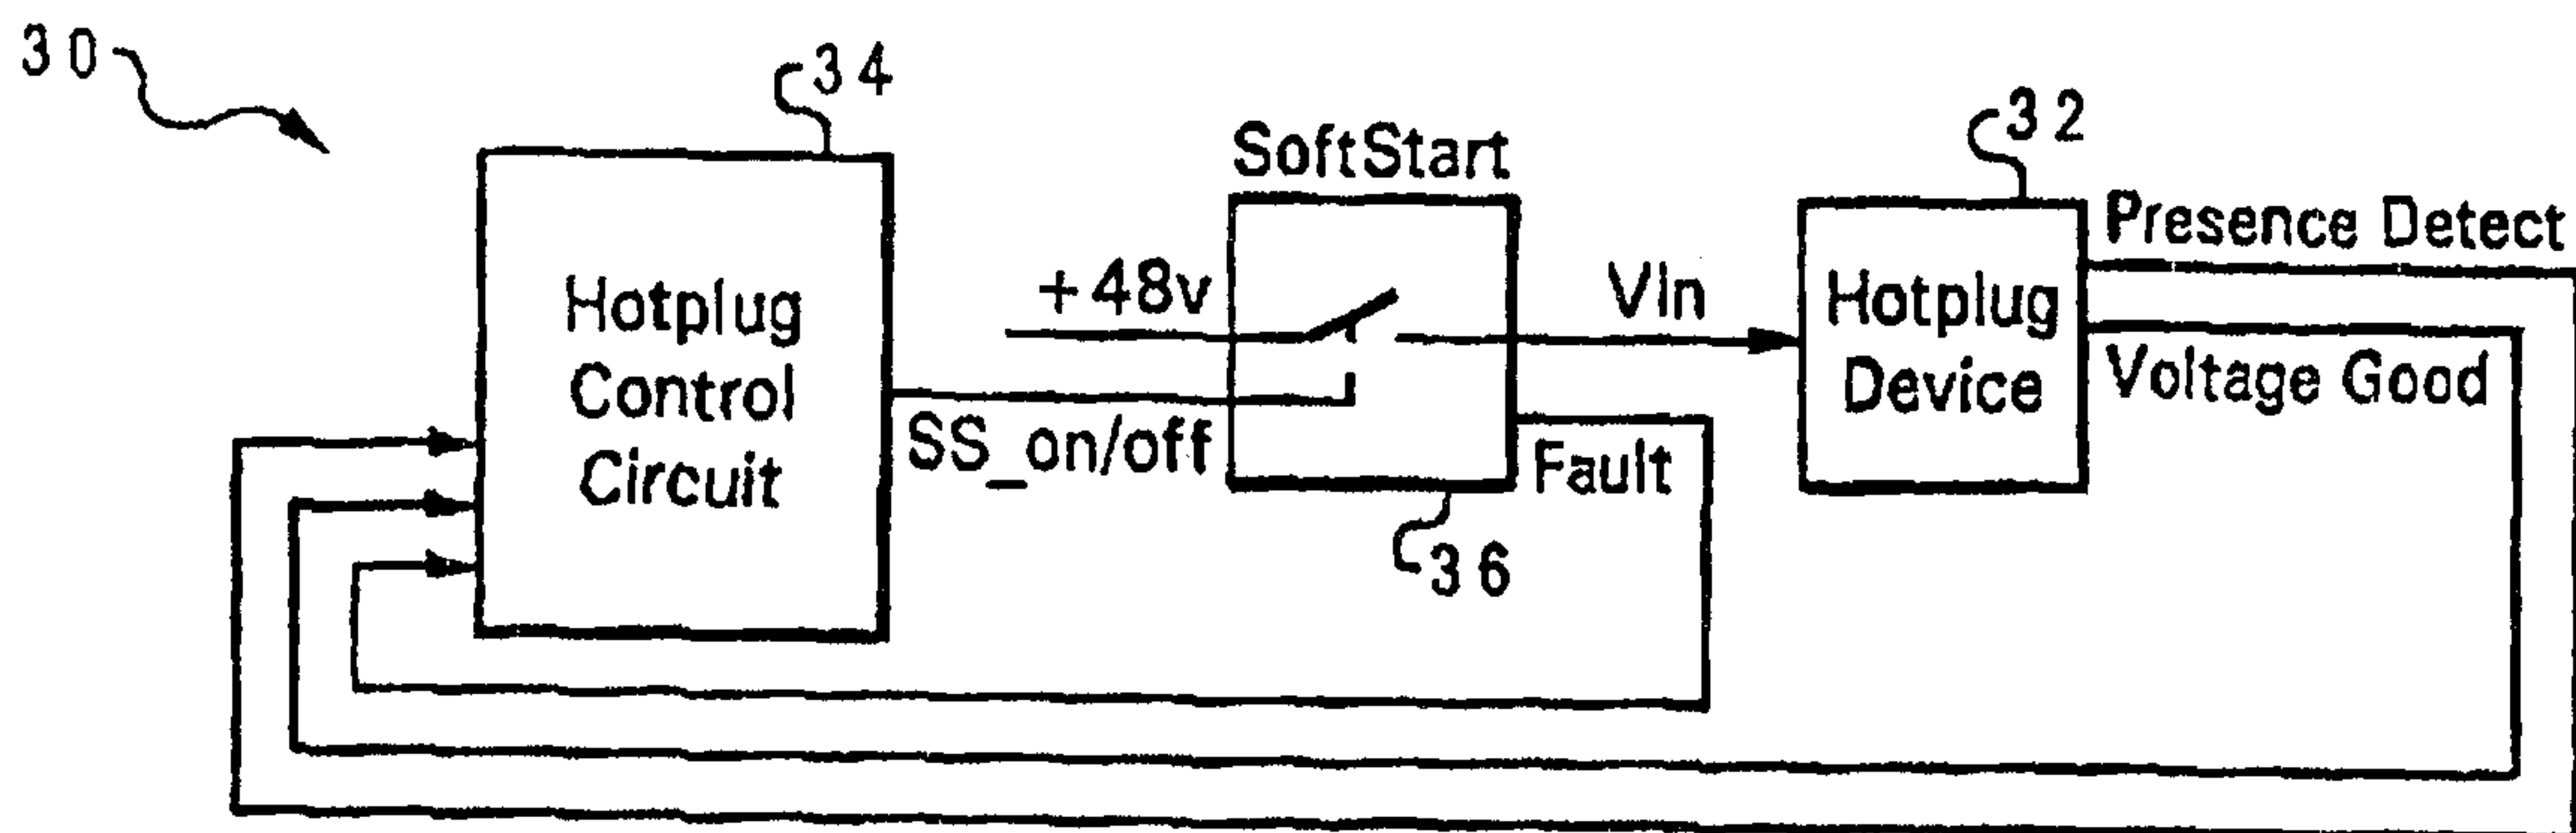 30
34
SoftStart
32
Presence Detect
Hotplug
Control
Circuit
+48v
VIn
Hotplug
Device
Voltage Good
SS_on/off
Fault
36